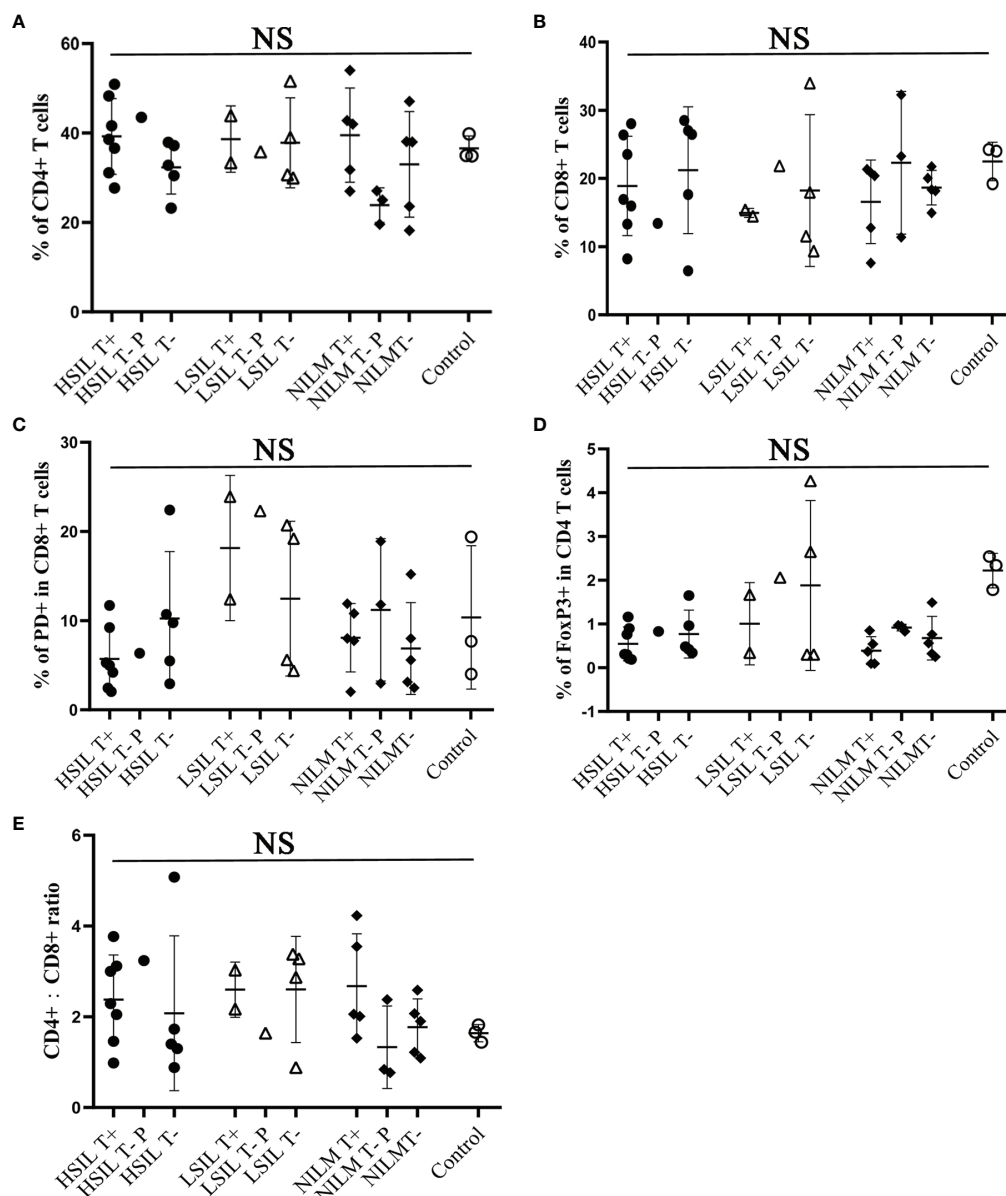 A
NS
% of CD4+ T cells
60
40
20
0
HSIL T+
HSIL T- P
HSIL T-
LSIL T+
LSIL T- P
LSIL T-
NILM T+
NILM T- P
NILMT-
Control
B
NS
% of CD8+ T cells
40
30
20
10
0
HSIL T+
HSIL T- P
HSIL T-
LSIL T+
LSIL T- P
LSIL T-
NILM T+
NILM T- P
NILM T-
Control
C
NS
% of PD+ in CD8+ T cells
30
20
10
0
HSIL T+
HSIL T- P
HSIL T-
LSIL T+
LSIL T- P
LSIL T-
NILM T+
NILM T- P
NILMT-
Control
D
NS
% of FoxP3+ in CD4 T cells
5
4
3
2
1
0
-1
HSIL T+
HSIL T- P
HSIL T-
LSIL T+
LSIL T- P
LSIL T-
NILM T+
NILM T- P
NILMT-
Control
E
NS
CD4+ : CD8+ ratio
6
4
2
0
HSIL T+
HSIL T- P
HSIL T-
LSIL T+
LSIL T- P
LSIL T-
NILM T+
NILM T- P
NILMT-
Control